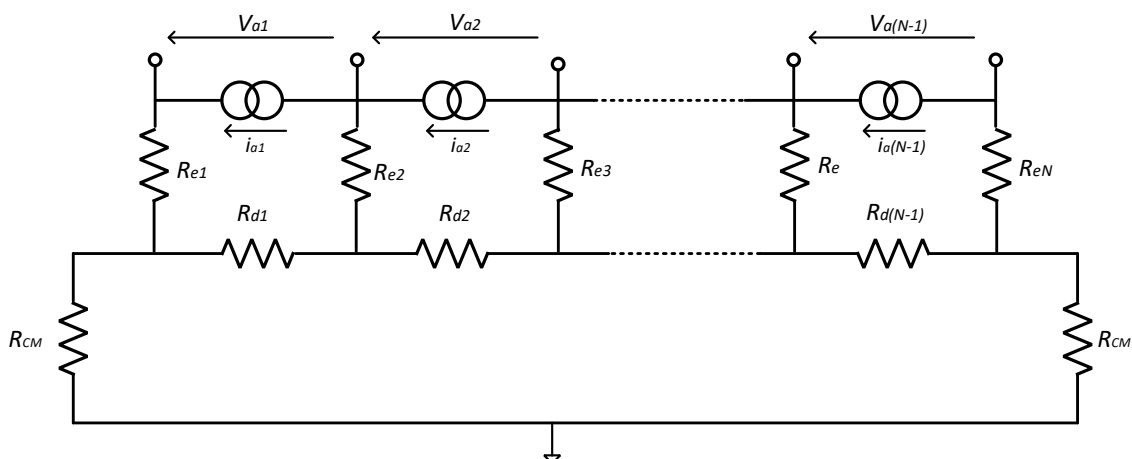 Va1 Va2 Va(N-1)
ia1 ia2 ia(N-1)
Re1 Re2 Re3 Re ReN
Rd1 Rd2 Rd(N-1)
RCM RCM